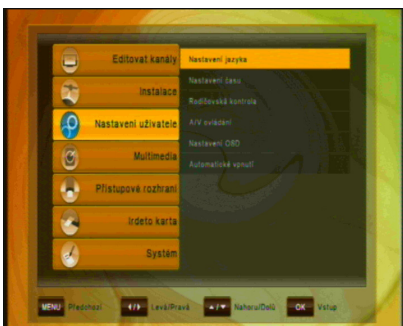 Editovat kanály
Instalace
Nastavení uživatele
Multimedia
Přístupové rozhraní
Irdeto karta
Systém
Nastavení jazyka
Nastavení času
Rodičovská kontrola
A/V ovládání
Nastavení OSD
Automatické vpnutí
MENU Předchozí ◄/► Levá/Pravá ▲/▼ Nahoru/Dolů OK Vstup